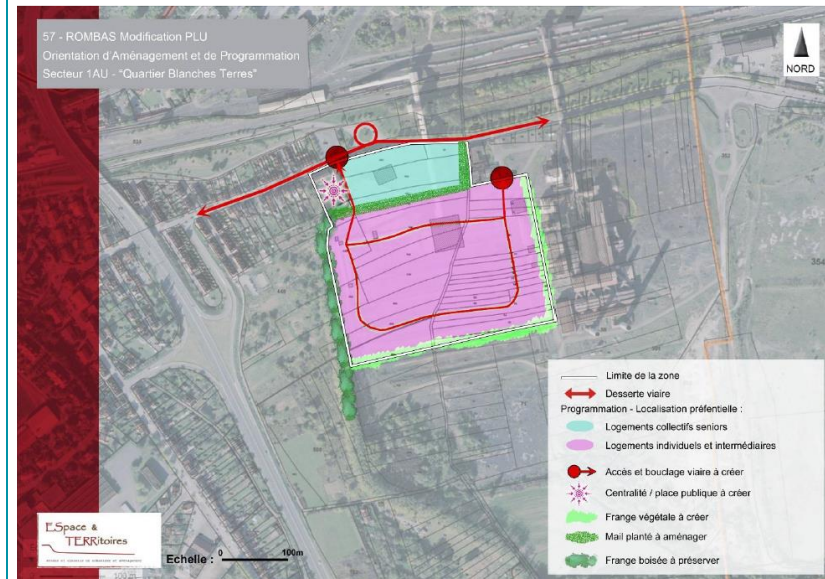 57 - ROMBAS Modification PLU
Orientation d'Aménagement et de Programmation
Secteur 1AU - "Quartier Blanches Terres"
NORD
Limite de la zone
Desserte viaire
Programmation - Localisation préfentielle :
Logements collectifs seniors
Logements individuels et intermédiaires
Accès et bouclage viaire à créer
Centralité / place publique à créer
Frange végétale à créer
Mail planté à aménager
Frange boisée à préserver
ESpace &
TERRitoires
Echelle : 0 100m